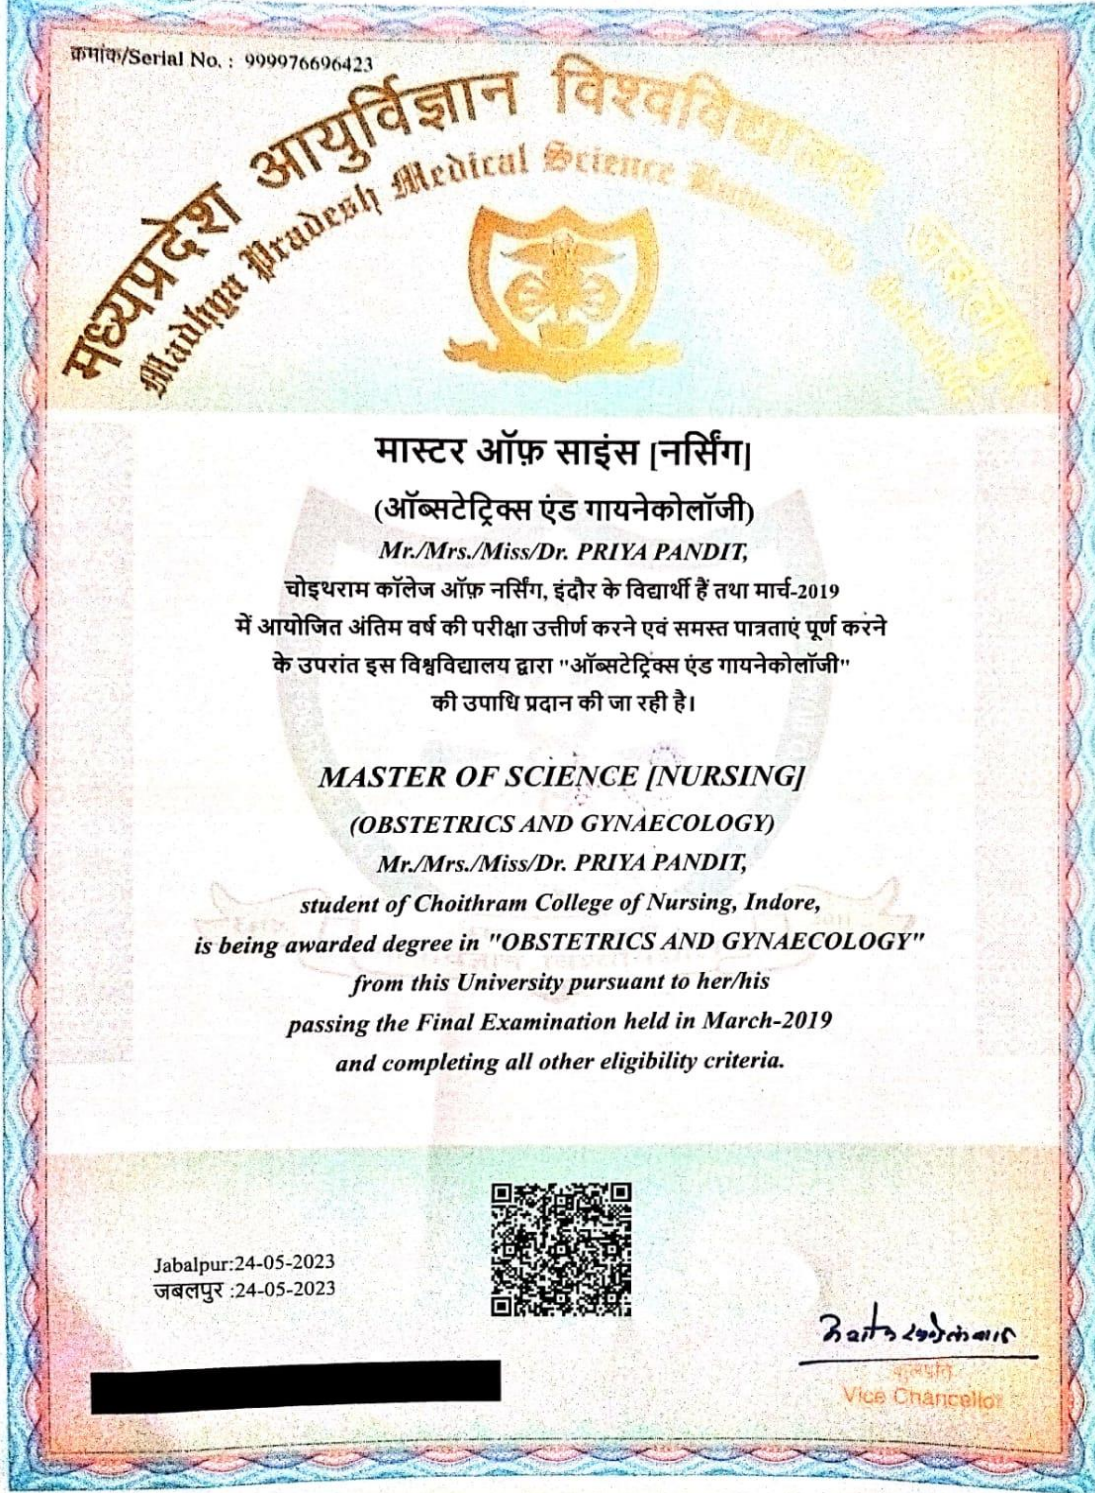 क्रमांक/Serial No. : 999976696423
मध्यप्रदेश आयुर्विज्ञान विश्वविद्यालय, जबलपुर
Madhya Pradesh Medical Science University,
मास्टर ऑफ़ साइंस [नर्सिंग]
(ऑब्सटेट्रिक्स एंड गायनेकोलॉजी)
Mr./Mrs./Miss/Dr. PRIYA PANDIT,
चोइथराम कॉलेज ऑफ़ नर्सिंग, इंदौर के विद्यार्थी हैं तथा मार्च-2019
में आयोजित अंतिम वर्ष की परीक्षा उत्तीर्ण करने एवं समस्त पात्रताएं पूर्ण करने
के उपरांत इस विश्वविद्यालय द्वारा "ऑब्सटेट्रिक्स एंड गायनेकोलॉजी"
की उपाधि प्रदान की जा रही है।
MASTER OF SCIENCE [NURSING]
(OBSTETRICS AND GYNAECOLOGY)
Mr./Mrs./Miss/Dr. PRIYA PANDIT,
student of Choithram College of Nursing, Indore,
is being awarded degree in "OBSTETRICS AND GYNAECOLOGY"
from this University pursuant to her/his
passing the Final Examination held in March-2019
and completing all other eligibility criteria.
Jabalpur:24-05-2023
जबलपुर :24-05-2023
कुलपति
Vice Chancellor